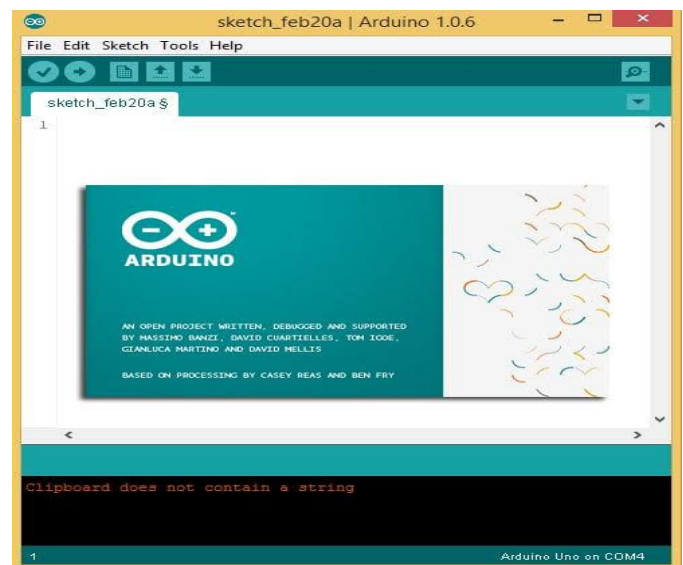 sketch_feb20a | Arduino 1.0.6
File Edit Sketch Tools Help
sketch_feb20a §
1
ARDUINO
AN OPEN PROJECT WRITTEN, DEBUGGED AND SUPPORTED
BY MASSIMO BANZI, DAVID CUARTIELLES, TOM IGOE,
GIANLUCA MARTINO AND DAVID MELLIS
BASED ON PROCESSING BY CASEY REAS AND BEN FRY
Clipboard does not contain a string
1 Arduino Uno on COM4